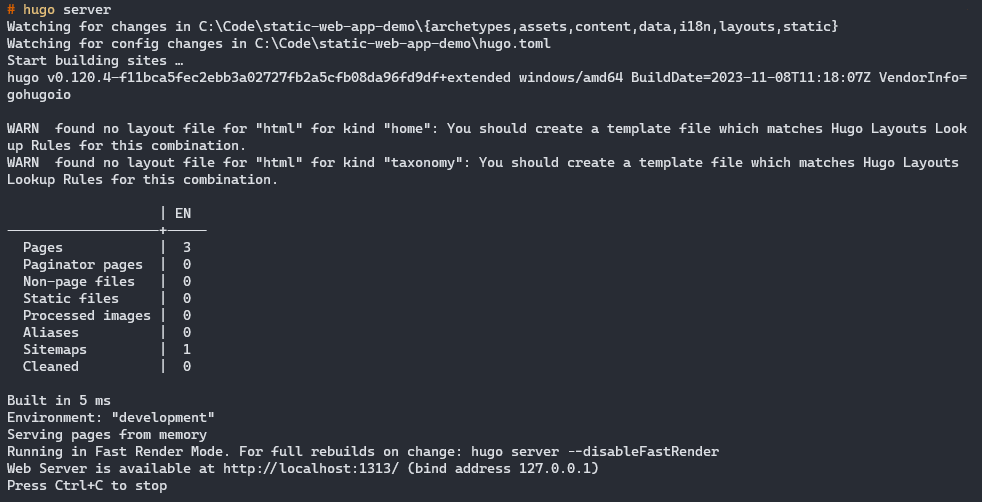 # hugo server
Watching for changes in C:\Code\static-web-app-demo\{archetypes,assets,content,data,i18n,layouts,static}
Watching for config changes in C:\Code\static-web-app-demo\hugo.toml
Start building sites …
hugo v0.120.4-f11bca5fec2ebb3a02727fb2a5cfb08da96fd9df+extended windows/amd64 BuildDate=2023-11-08T11:18:07Z VendorInfo=
gohugoio
WARN  found no layout file for "html" for kind "home": You should create a template file which matches Hugo Layouts Look
up Rules for this combination.
WARN  found no layout file for "html" for kind "taxonomy": You should create a template file which matches Hugo Layouts
Lookup Rules for this combination.
                   | EN
-------------------+-----
  Pages            |  3
  Paginator pages  |  0
  Non-page files   |  0
  Static files     |  0
  Processed images |  0
  Aliases          |  0
  Sitemaps         |  1
  Cleaned          |  0
Built in 5 ms
Environment: "development"
Serving pages from memory
Running in Fast Render Mode. For full rebuilds on change: hugo server --disableFastRender
Web Server is available at http://localhost:1313/ (bind address 127.0.0.1)
Press Ctrl+C to stop